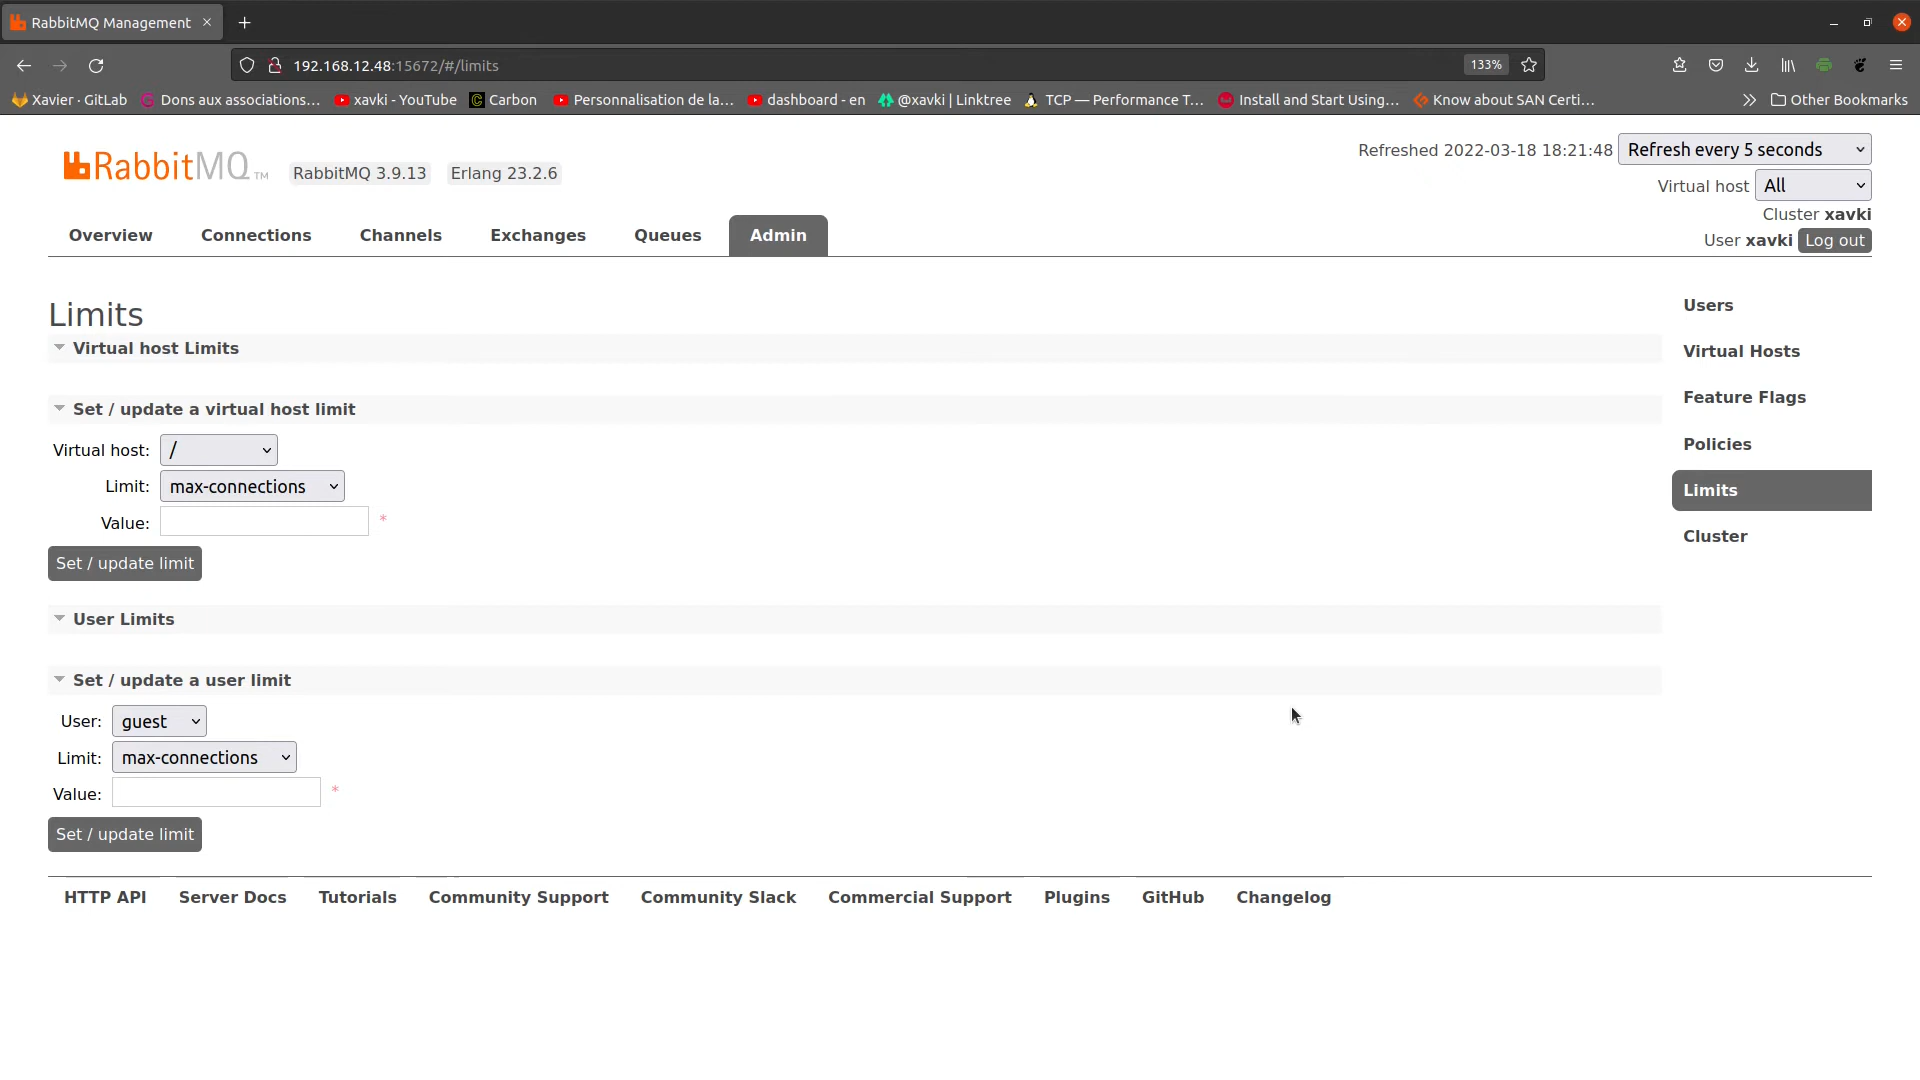 RabbitMQ Management
192.168.12.48:15672/#/limits
133%
Xavier · GitLab
Dons aux associations…
xavki - YouTube
Carbon
Personnalisation de la…
dashboard - en
@xavki | Linktree
TCP — Performance T…
Install and Start Using…
Know about SAN Certi…
Other Bookmarks
RabbitMQ TM
RabbitMQ 3.9.13
Erlang 23.2.6
Refreshed 2022-03-18 18:21:48
Refresh every 5 seconds
Virtual host All
Cluster xavki
User xavki Log out
Overview
Connections
Channels
Exchanges
Queues
Admin
Limits
Virtual host Limits
Set / update a virtual host limit
Virtual host: /
Limit: max-connections
Value: *
Set / update limit
User Limits
Set / update a user limit
User: guest
Limit: max-connections
Value: *
Set / update limit
Users
Virtual Hosts
Feature Flags
Policies
Limits
Cluster
HTTP API
Server Docs
Tutorials
Community Support
Community Slack
Commercial Support
Plugins
GitHub
Changelog